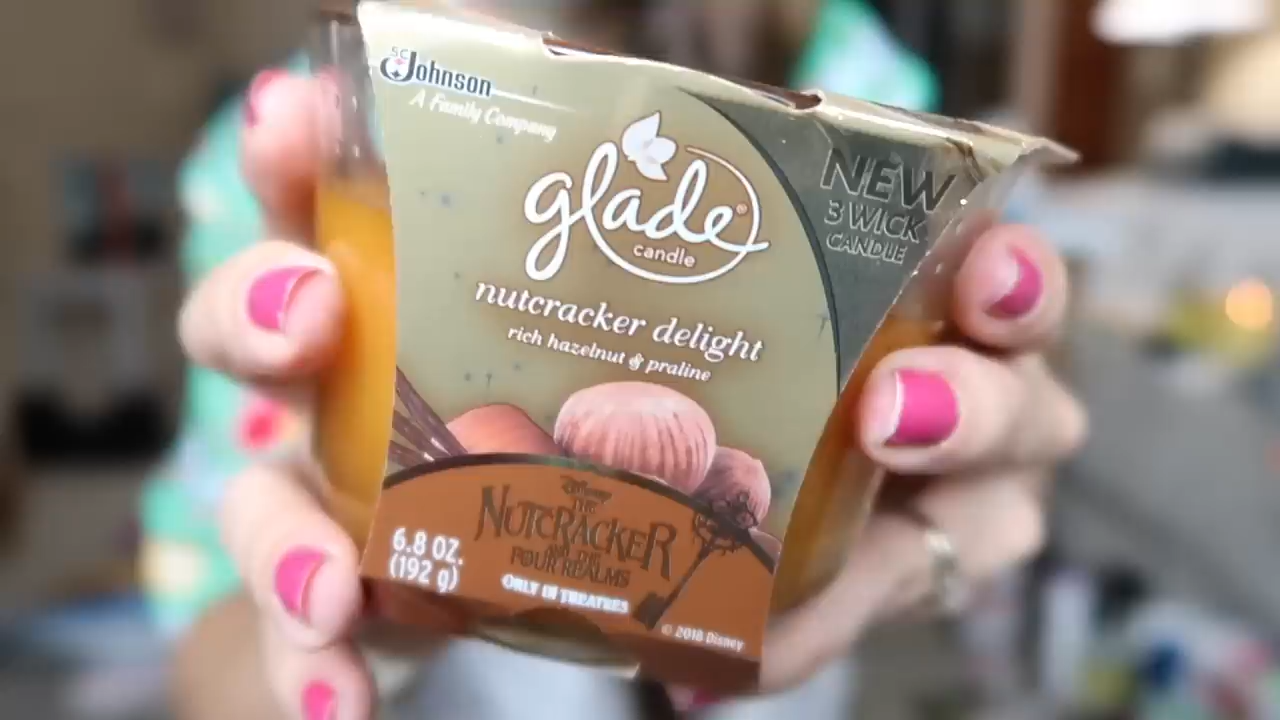 SC Johnson
A Family Company
glade®
candle
NEW
3 WICK
CANDLE
nutcracker delight
rich hazelnut & praline
Disney
THE
NUTCRACKER
AND THE
FOUR REALMS
ONLY IN THEATRES
6.8 OZ.
(192 g)
© 2018 Disney